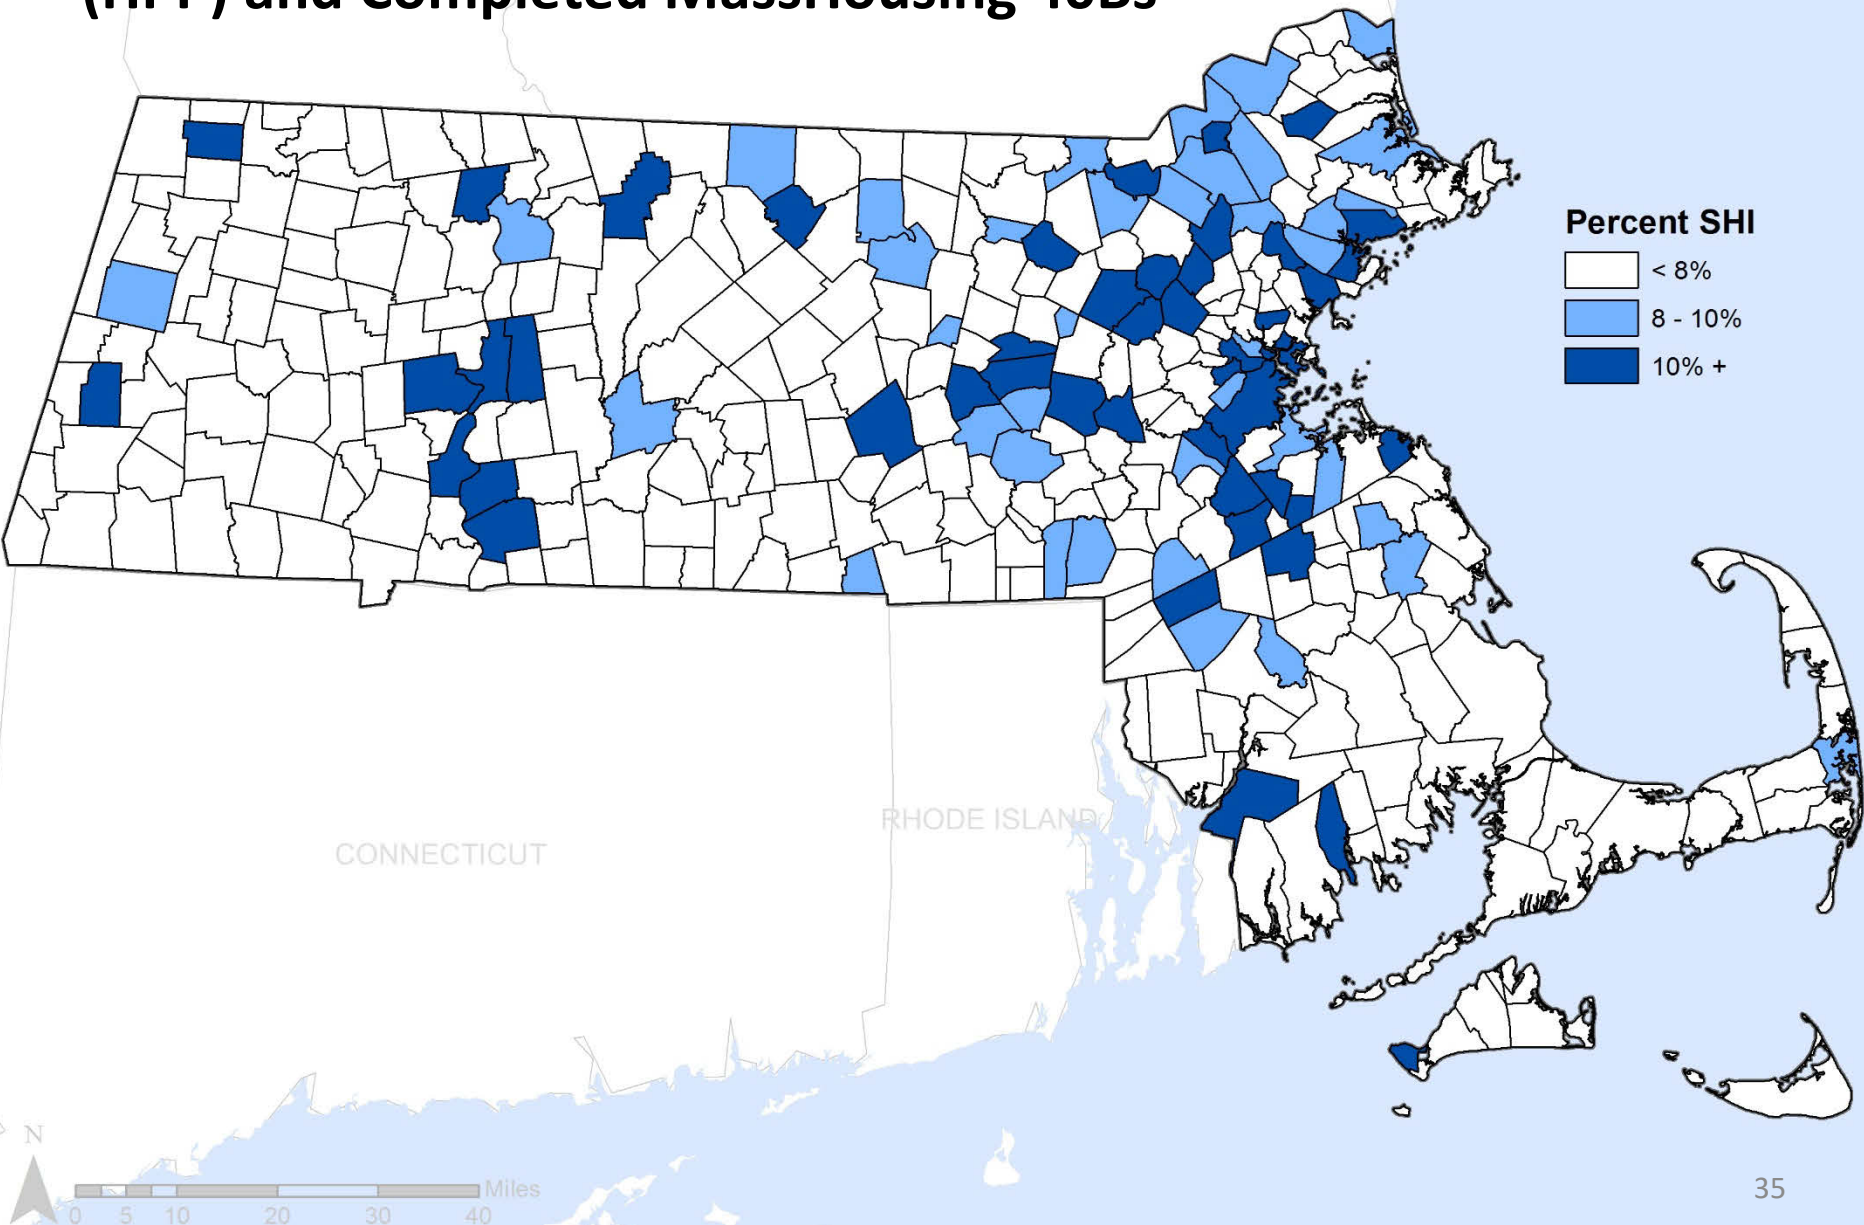 and Completed MassHousing 40Bs
Percent SHI
< 8%
8 - 10%
10% +
RHODE ISLAND
CONNECTICUT
N
Miles
0 5 10 20 30 40
35